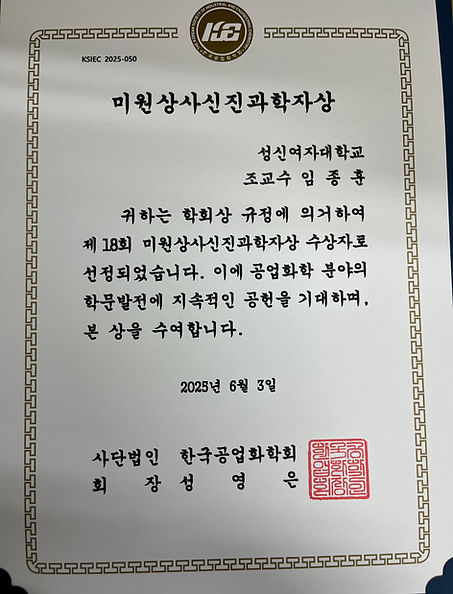 KSIEC 2025-050
미원상사신진과학자상
성신여자대학교
조교수 임 종 훈
귀하는 학회상 규정에 의거하여
제 18회 미원상사신진과학자상 수상자로
선정되었습니다. 이에 공업화학 분야의
학문발전에 지속적인 공헌을 기대하며,
본 상을 수여합니다.
2025년 6월 3일
사단법인 한국공업화학회
회 장 성 영 은